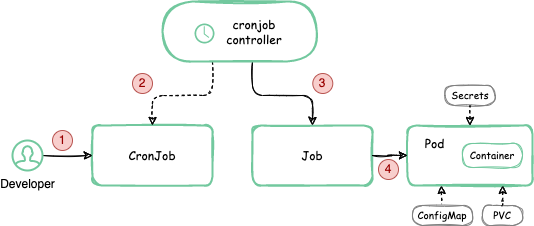 cronjob
controller
2
3
Secrets
1
CronJob
Job
4
Pod
Container
Developer
ConfigMap
PVC